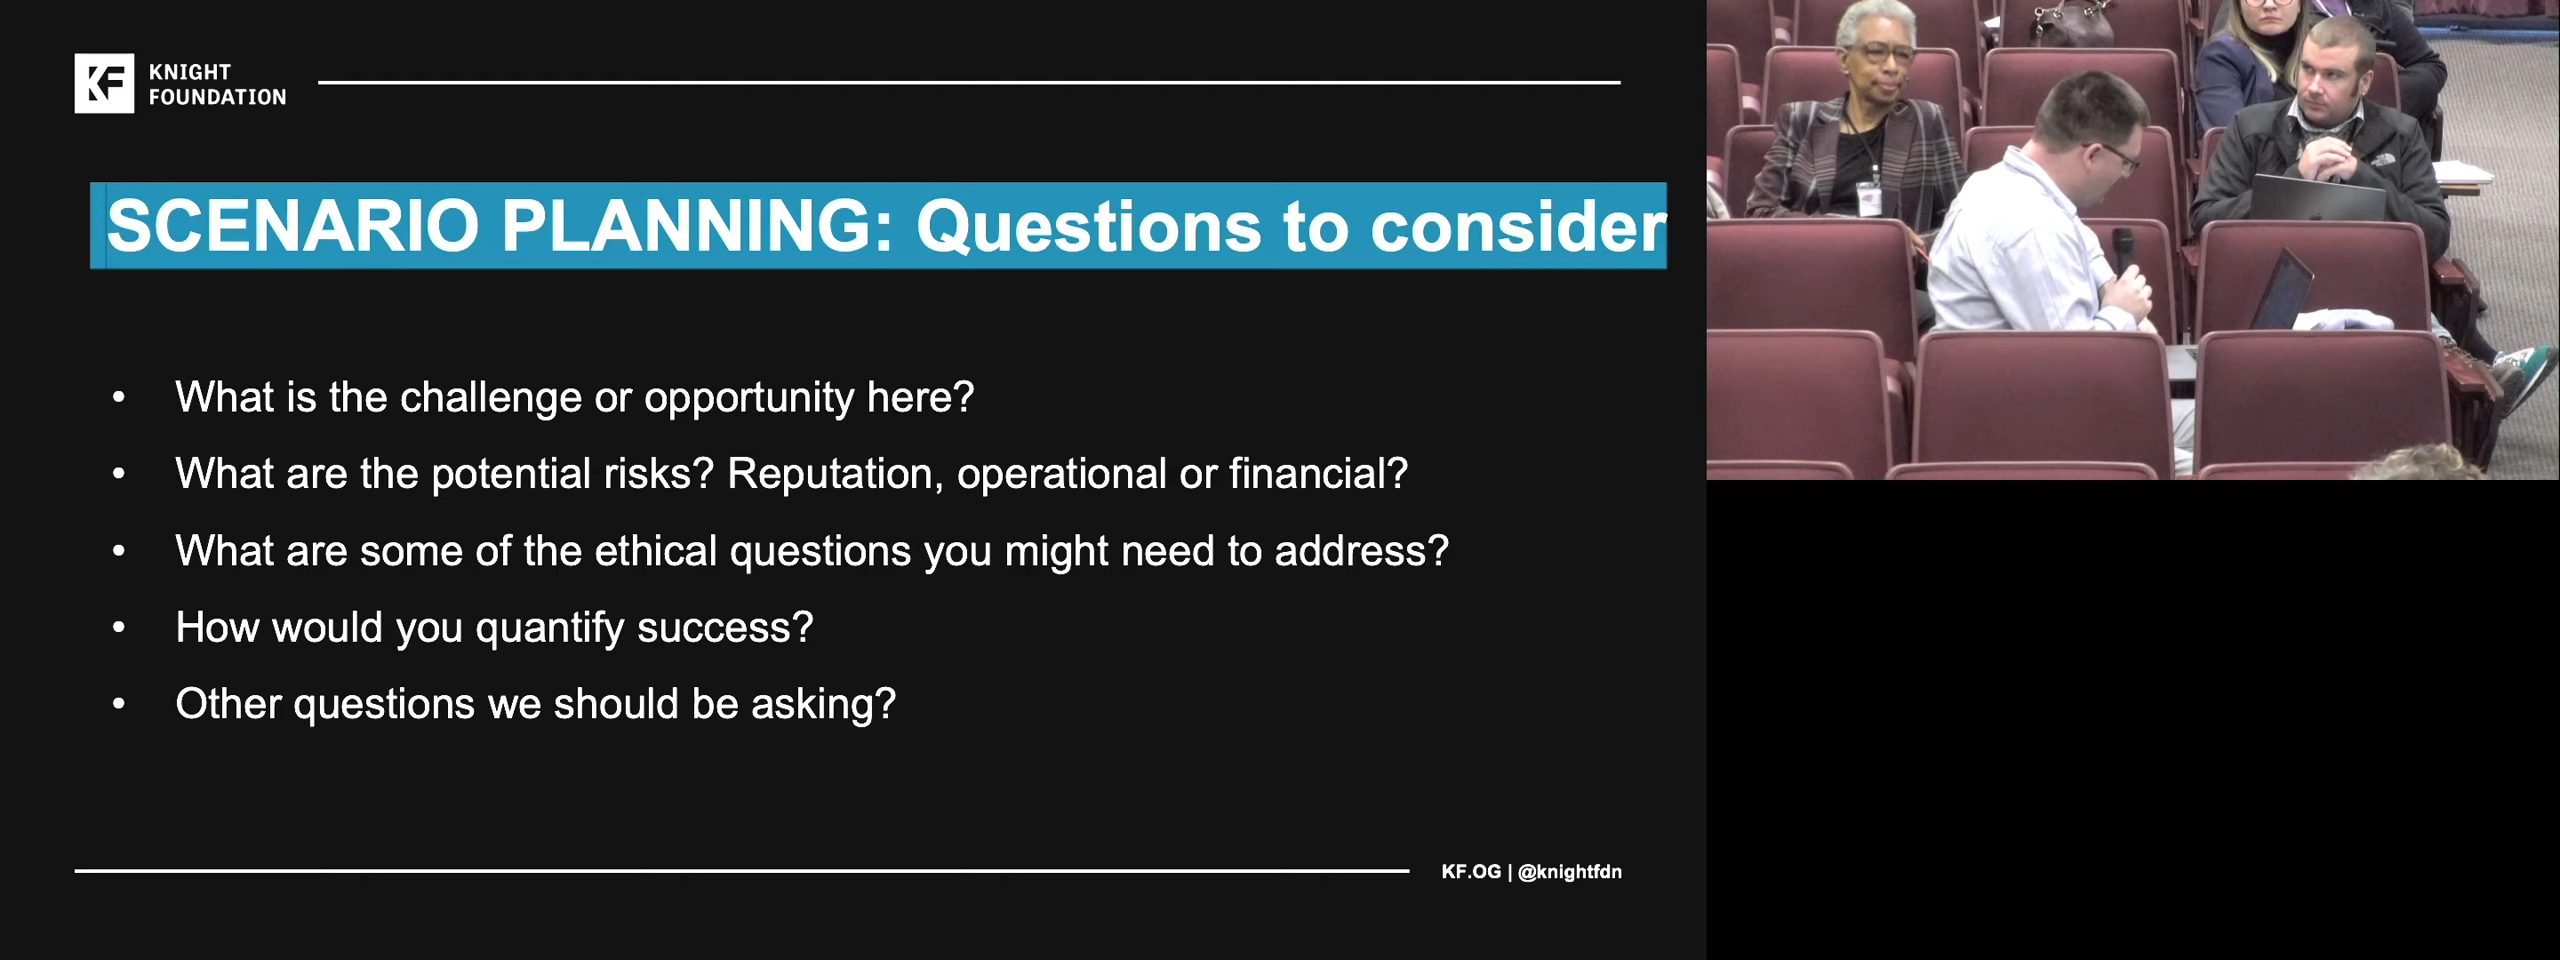 KNIGHT
FOUNDATION
SCENARIO PLANNING: Questions to consider
• What is the challenge or opportunity here?
• What are the potential risks? Reputation, operational or financial?
• What are some of the ethical questions you might need to address?
• How would you quantify success?
• Other questions we should be asking?
KF.OG | @knightfdn